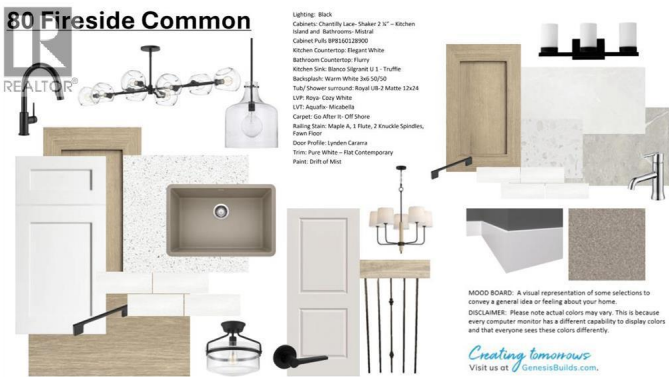 80 Fireside Common
R
REALTOR®
Lighting: Black
Cabinets: Chantilly Lace- Shaker 2 ¼" – Kitchen
Island and Bathrooms- Mistral
Cabinet Pulls BP8160128900
Kitchen Countertop: Elegant White
Bathroom Countertop: Flurry
Kitchen Sink: Blanco Silgranit U 1 - Truffle
Backsplash: Warm White 3x6 50/50
Tub/ Shower surround: Royal UB-2 Matte 12x24
LVP: Roya- Cozy White
LVT: Aquafix- Micabella
Carpet: Go After It- Off Shore
Railing Stain: Maple A, 1 Flute, 2 Knuckle Spindles,
Fawn Floor
Door Profile: Lynden Cararra
Trim: Pure White – Flat Contemporary
Paint: Drift of Mist
MOOD BOARD: A visual representation of some selections to
convey a general idea or feeling about your home.
DISCLAIMER: Please note actual colors may vary. This is because
every computer monitor has a different capability to display colors
and that everyone sees these colors differently.
Creating tomorrows
Visit us at GenesisBuilds.com.